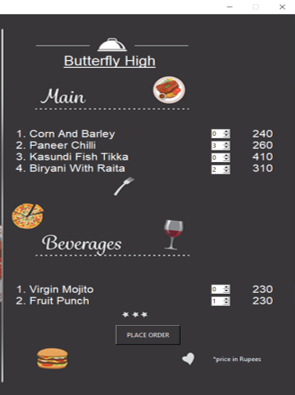 Butterfly High
Main
1. Corn And Barley 0 240
2. Paneer Chilli 3 260
3. Kasundi Fish Tikka 0 410
4. Biryani With Raita 2 310
Beverages
1. Virgin Mojito 0 230
2. Fruit Punch 1 230
PLACE ORDER
*price in Rupees